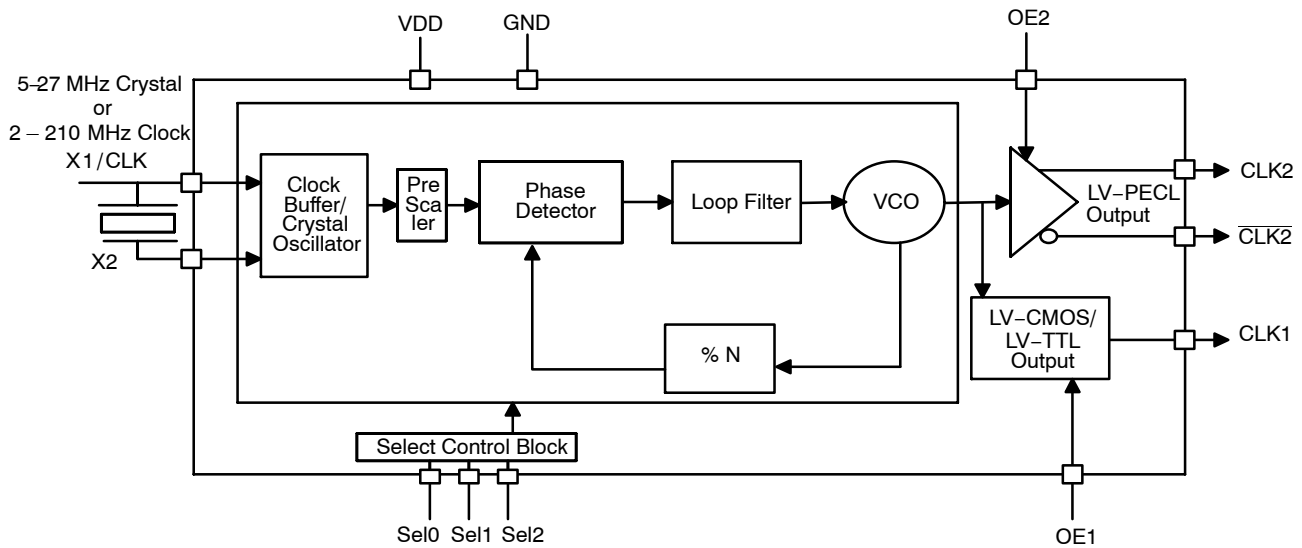 VDD
GND
OE2
5–27 MHz Crystal
or
2 – 210 MHz Clock
X1/CLK
X2
Clock
Buffer/
Crystal
Oscillator
Pre
Sca
ler
Phase
Detector
Loop Filter
VCO
% N
LV–PECL
Output
CLK2
C̅L̅K̅2̅
LV–CMOS/
LV–TTL
Output
CLK1
Select Control Block
Sel0
Sel1
Sel2
OE1